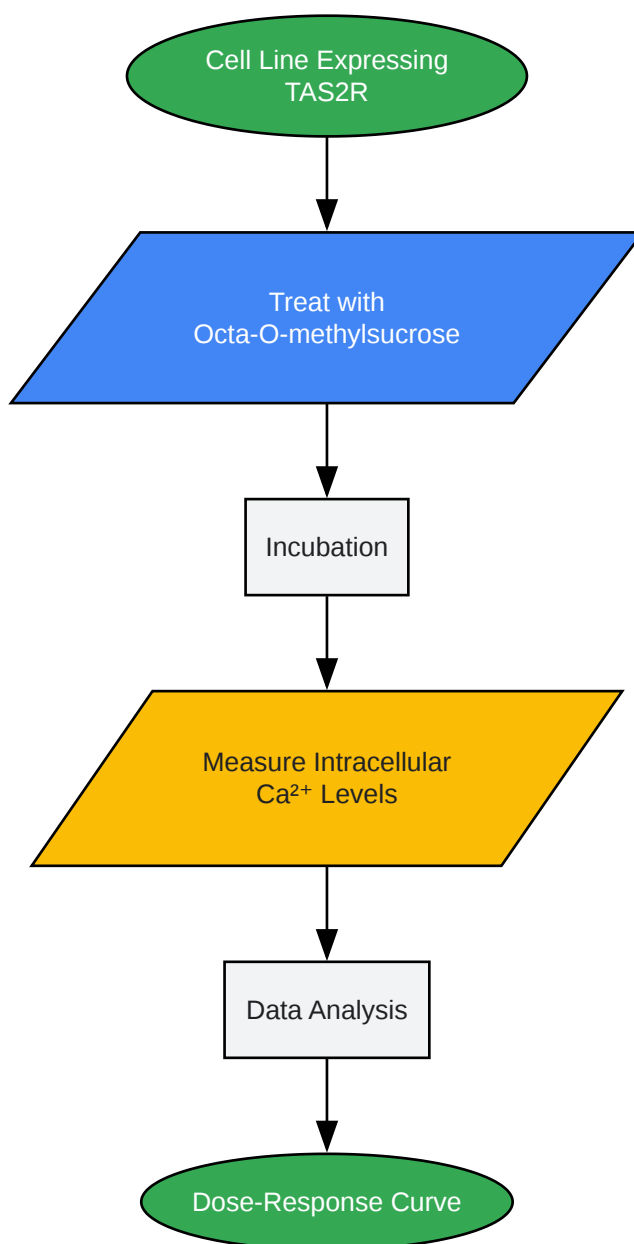 Cell Line Expressing
TAS2R
Treat with
Octa-O-methylsucrose
Incubation
Measure Intracellular
Ca²⁺ Levels
Data Analysis
Dose-Response Curve